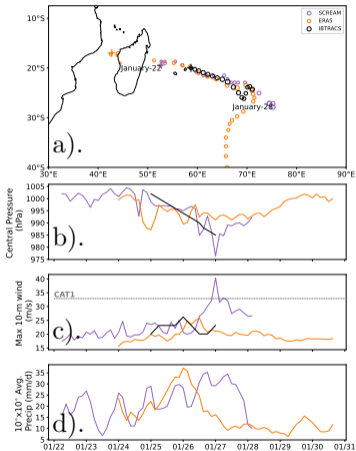 10°S
20°S
30°S
40°S
30°E 40°E 50°E 60°E 70°E 80°E 90°E
SCREAM
ERA5
IBTRACS
January-22
January-28
a).
Central Pressure
(hPa)
1005
1000
995
990
985
980
975
b).
Max 10-m wind
(m/s)
40
35
30
25
20
15
CAT1
c).
10°x10° Avg.
Precip (mm/d)
35
30
25
20
15
10
5
d).
01/22 01/23 01/24 01/25 01/26 01/27 01/28 01/29 01/30 01/31